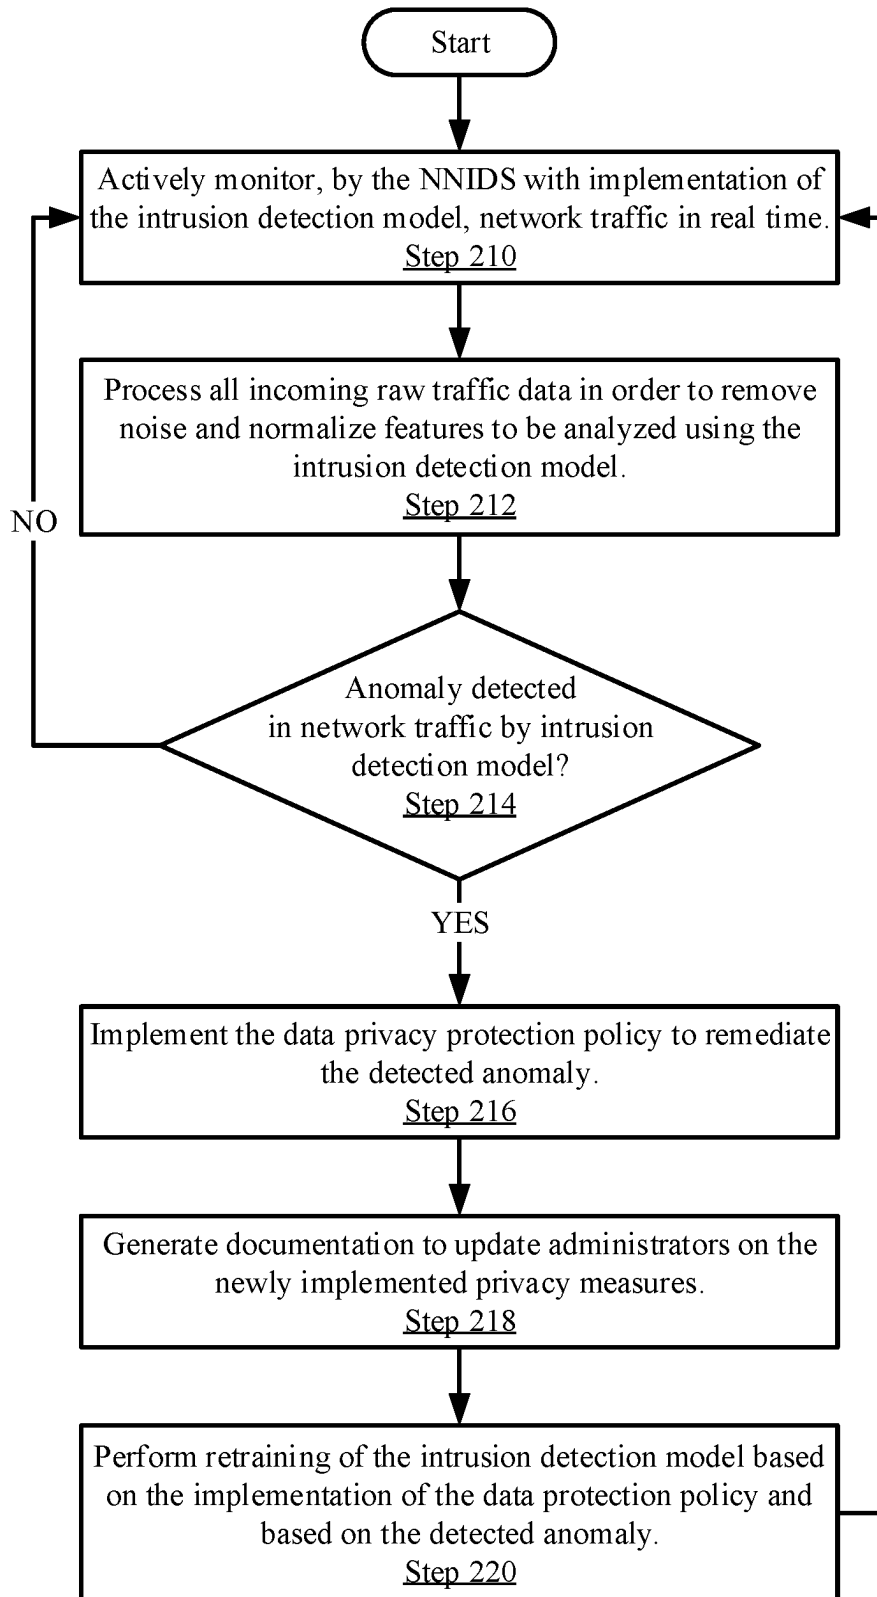 Start
Actively monitor, by the NNIDS with implementation of
the intrusion detection model, network traffic in real time.
Step 210
Process all incoming raw traffic data in order to remove
noise and normalize features to be analyzed using the
intrusion detection model.
Step 212
NO
Anomaly detected
in network traffic by intrusion
detection model?
Step 214
YES
Implement the data privacy protection policy to remediate
the detected anomaly.
Step 216
Generate documentation to update administrators on the
newly implemented privacy measures.
Step 218
Perform retraining of the intrusion detection model based
on the implementation of the data protection policy and
based on the detected anomaly.
Step 220